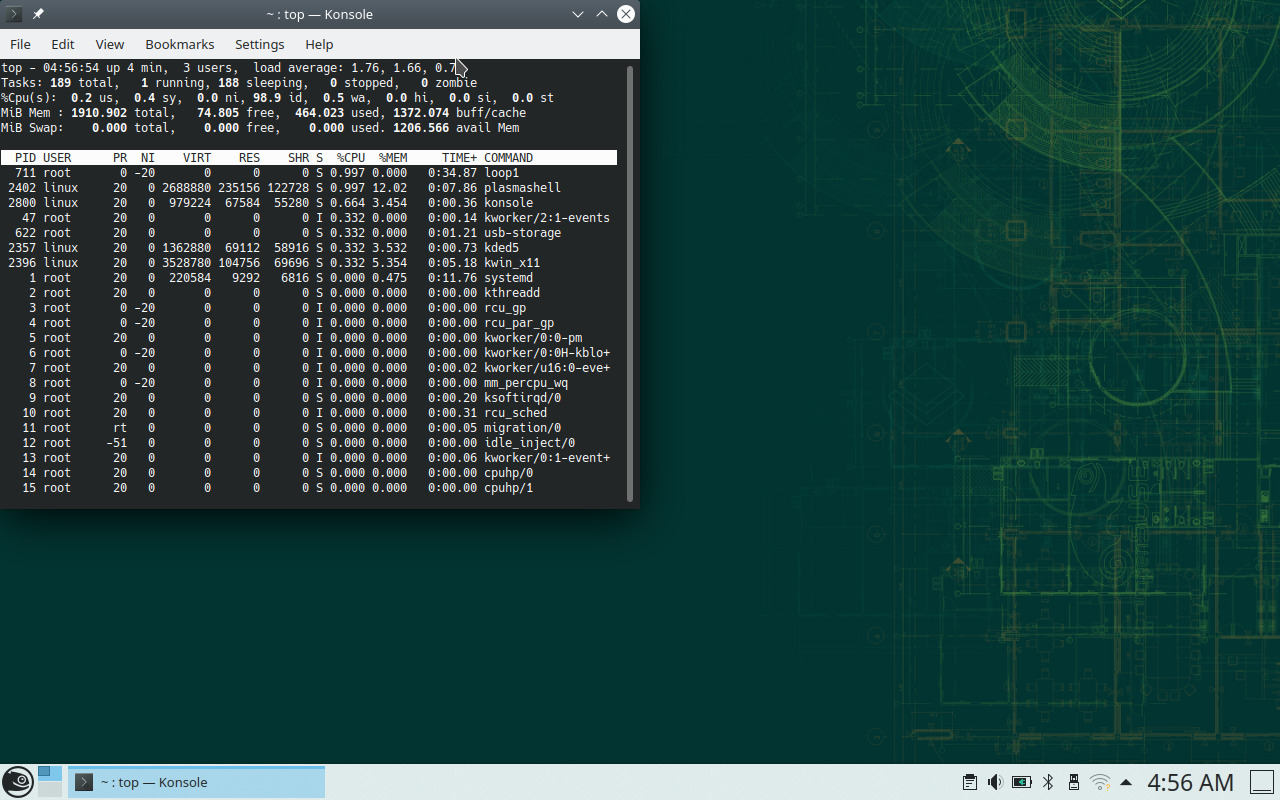 ~ : top — Konsole
File Edit View Bookmarks Settings Help
top - 04:56:54 up 4 min,  3 users,  load average: 1.76, 1.66, 0.7
Tasks: 189 total,   1 running, 188 sleeping,   0 stopped,   0 zombie
%Cpu(s):  0.2 us,  0.4 sy,  0.0 ni, 98.9 id,  0.5 wa,  0.0 hi,  0.0 si,  0.0 st
MiB Mem : 1910.902 total,   74.805 free,  464.023 used, 1372.074 buff/cache
MiB Swap:    0.000 total,    0.000 free,    0.000 used. 1206.566 avail Mem
PID USER PR NI VIRT RES SHR S %CPU %MEM TIME+ COMMAND
711 root 0 -20 0 0 0 S 0.997 0.000 0:34.87 loop1
2402 linux 20 0 2688880 235156 122728 S 0.997 12.02 0:07.86 plasmashell
2800 linux 20 0 979224 67584 55280 S 0.664 3.454 0:00.36 konsole
47 root 20 0 0 0 0 I 0.332 0.000 0:00.14 kworker/2:1-events
622 root 20 0 0 0 0 S 0.332 0.000 0:01.21 usb-storage
2357 linux 20 0 1362880 69112 58916 S 0.332 3.532 0:00.73 kded5
2396 linux 20 0 3528780 104756 69696 S 0.332 5.354 0:05.18 kwin_x11
1 root 20 0 220584 9292 6816 S 0.000 0.475 0:11.76 systemd
2 root 20 0 0 0 0 S 0.000 0.000 0:00.00 kthreadd
3 root 0 -20 0 0 0 I 0.000 0.000 0:00.00 rcu_gp
4 root 0 -20 0 0 0 I 0.000 0.000 0:00.00 rcu_par_gp
5 root 20 0 0 0 0 I 0.000 0.000 0:00.00 kworker/0:0-pm
6 root 0 -20 0 0 0 I 0.000 0.000 0:00.00 kworker/0:0H-kblo+
7 root 20 0 0 0 0 I 0.000 0.000 0:00.02 kworker/u16:0-eve+
8 root 0 -20 0 0 0 I 0.000 0.000 0:00.00 mm_percpu_wq
9 root 20 0 0 0 0 S 0.000 0.000 0:00.20 ksoftirqd/0
10 root 20 0 0 0 0 I 0.000 0.000 0:00.31 rcu_sched
11 root rt 0 0 0 0 S 0.000 0.000 0:00.05 migration/0
12 root -51 0 0 0 0 S 0.000 0.000 0:00.00 idle_inject/0
13 root 20 0 0 0 0 I 0.000 0.000 0:00.06 kworker/0:1-event+
14 root 20 0 0 0 0 S 0.000 0.000 0:00.00 cpuhp/0
15 root 20 0 0 0 0 S 0.000 0.000 0:00.00 cpuhp/1
openSUSE
~ : top — Konsole
4:56 AM